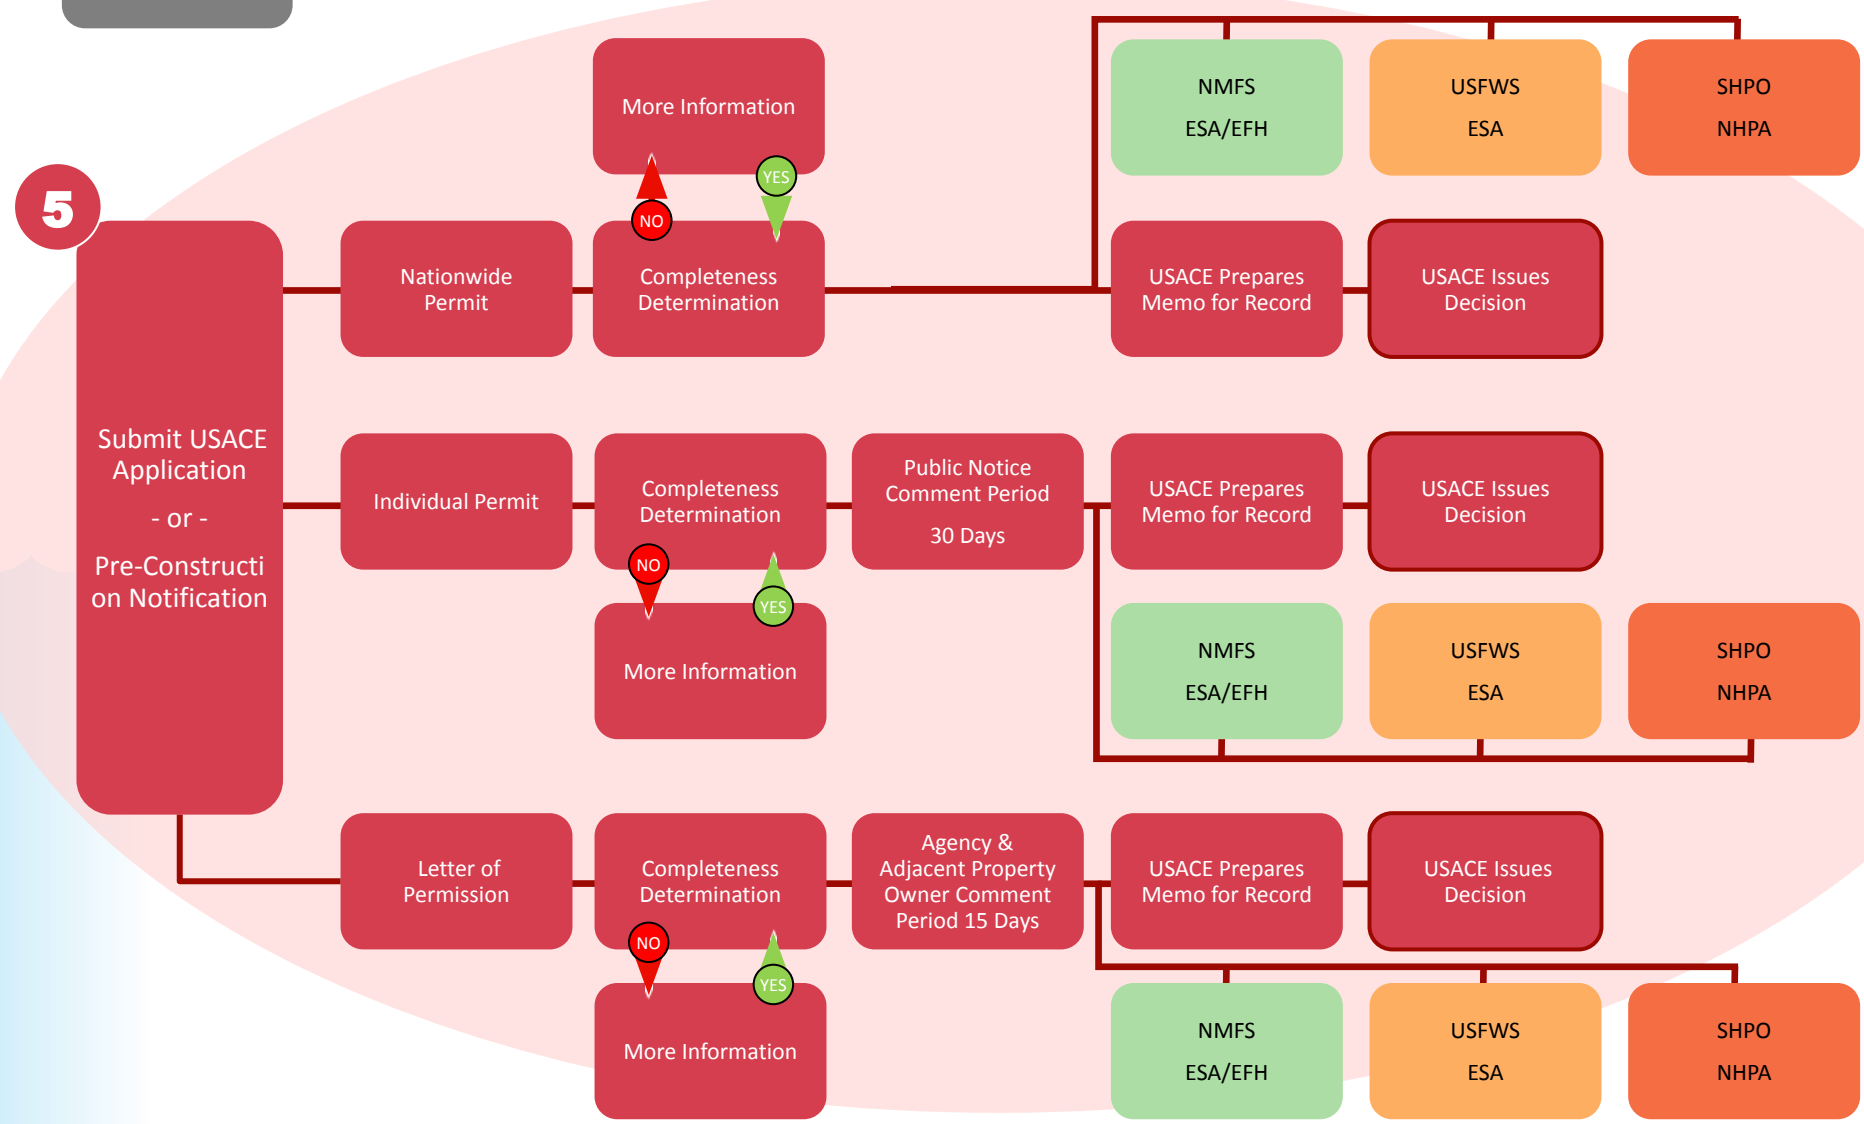 5
Submit USACE
Application
- or -
Pre-Constructi
on Notification
More Information
NO
YES
Nationwide
Permit
Completeness
Determination
NMFS
ESA/EFH
USFWS
ESA
SHPO
NHPA
USACE Prepares
Memo for Record
USACE Issues
Decision
Individual Permit
Completeness
Determination
NO
YES
More Information
Public Notice
Comment Period
30 Days
USACE Prepares
Memo for Record
USACE Issues
Decision
NMFS
ESA/EFH
USFWS
ESA
SHPO
NHPA
Letter of
Permission
Completeness
Determination
NO
YES
More Information
Agency &
Adjacent Property
Owner Comment
Period 15 Days
USACE Prepares
Memo for Record
USACE Issues
Decision
NMFS
ESA/EFH
USFWS
ESA
SHPO
NHPA